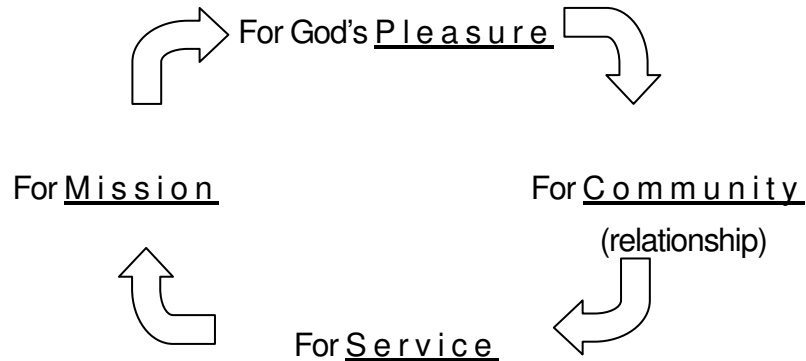 For God's Pleasure
For Mission
For Community
(relationship)
For Service